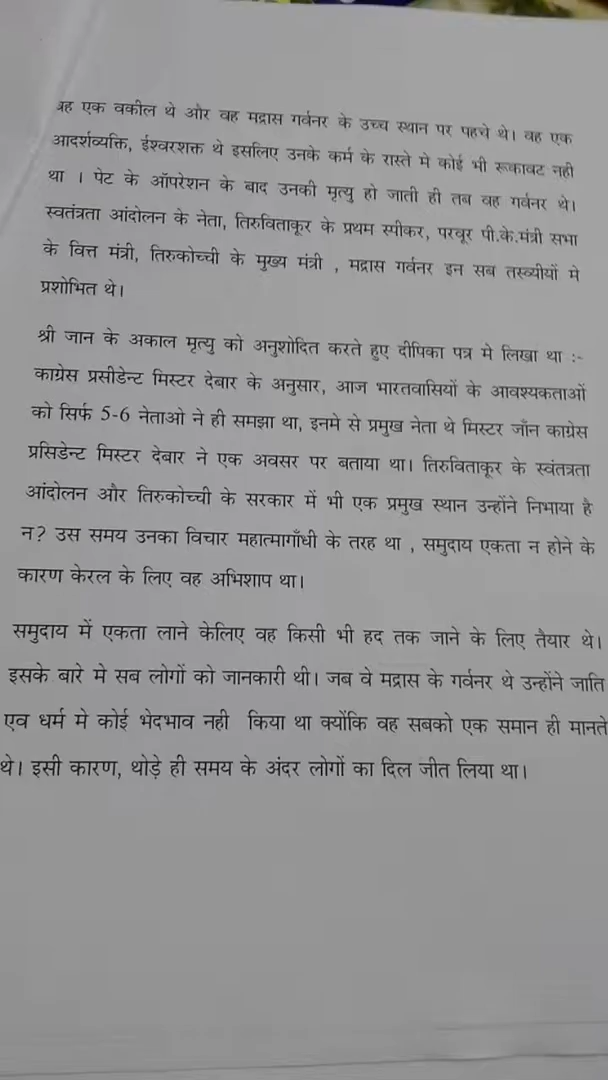 वह एक वकील थे और वह मद्रास गर्वनर के उच्च स्थान पर पहचे थे। वह एक
आदर्शव्यक्ति, ईश्वरशक्त थे इसलिए उनके कर्म के रास्ते मे कोई भी रूकावट नही
था । पेट के ऑपरेशन के बाद उनकी मृत्यु हो जाती ही तब वह गर्वनर थे।
स्वतंत्रता आंदोलन के नेता, तिरुविताकूर के प्रथम स्पीकर, परवूर पी.के.मंत्री सभा
के वित्त मंत्री, तिरुकोच्ची के मुख्य मंत्री , मद्रास गर्वनर इन सब तस्व्यीयों मे
प्रशोभित थे।
श्री जान के अकाल मृत्यु को अनुशोदित करते हुए दीपिका पत्र मे लिखा था :-
काग्रेस प्रसीडेन्ट मिस्टर देबार के अनुसार, आज भारतवासियों के आवश्यकताओं
को सिर्फ 5-6 नेताओ ने ही समझा था, इनमे से प्रमुख नेता थे मिस्टर जॉन काग्रेस
प्रसिडेन्ट मिस्टर देबार ने एक अवसर पर बताया था। तिरुविताकूर के स्वंतत्रता
आंदोलन और तिरुकोच्ची के सरकार में भी एक प्रमुख स्थान उन्होंने निभाया है
न? उस समय उनका विचार महात्मागाँधी के तरह था , समुदाय एकता न होने के
कारण केरल के लिए वह अभिशाप था।
समुदाय में एकता लाने केलिए वह किसी भी हद तक जाने के लिए तैयार थे।
इसके बारे मे सब लोगों को जानकारी थी। जब वे मद्रास के गर्वनर थे उन्होंने जाति
एव धर्म मे कोई भेदभाव नही किया था क्योंकि वह सबको एक समान ही मानते
थे। इसी कारण, थोड़े ही समय के अंदर लोगों का दिल जीत लिया था।